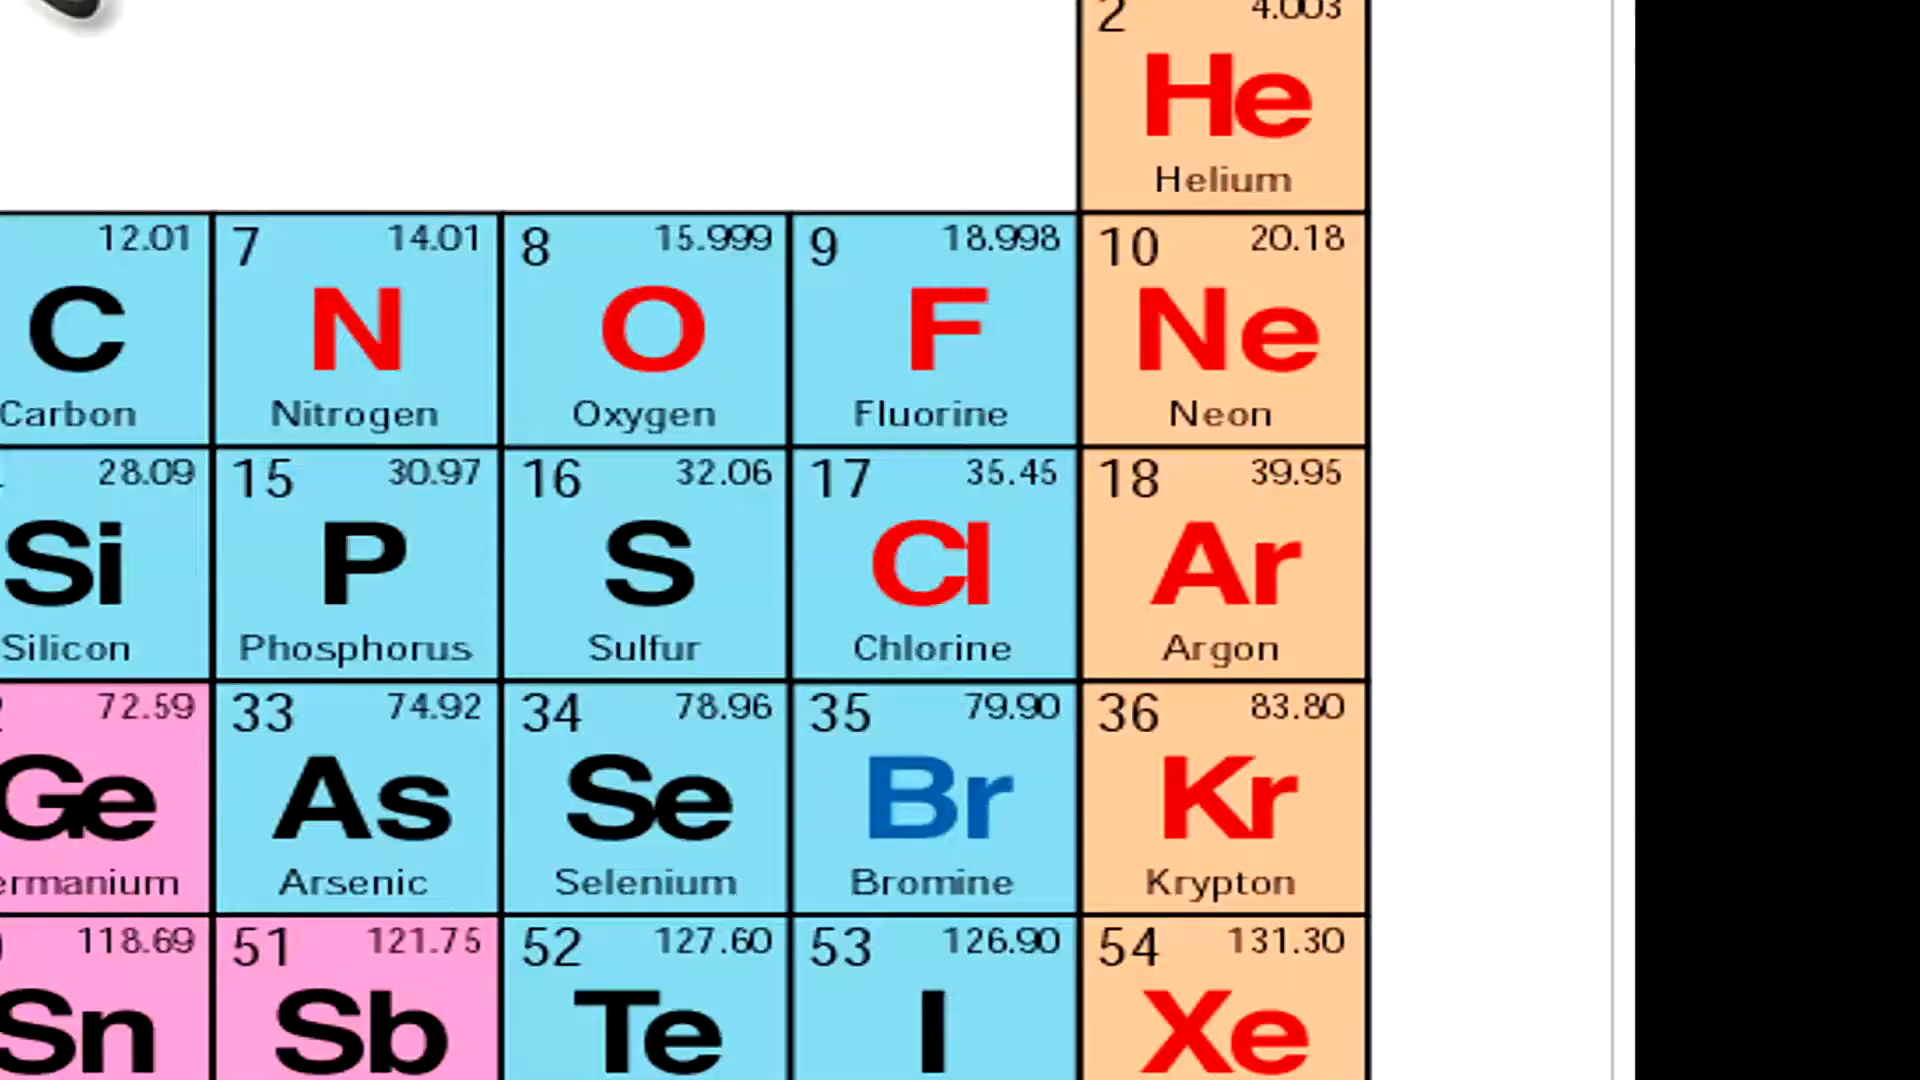 2 4.003
He
Helium
12.01 7 14.01 8 15.999 9 18.998 10 20.18
C N O F Ne
Carbon Nitrogen Oxygen Fluorine Neon
28.09 15 30.97 16 32.06 17 35.45 18 39.95
Si P S Cl Ar
Silicon Phosphorus Sulfur Chlorine Argon
72.59 33 74.92 34 78.96 35 79.90 36 83.80
Ge As Se Br Kr
ermanium Arsenic Selenium Bromine Krypton
118.69 51 121.75 52 127.60 53 126.90 54 131.30
Sn Sb Te I Xe